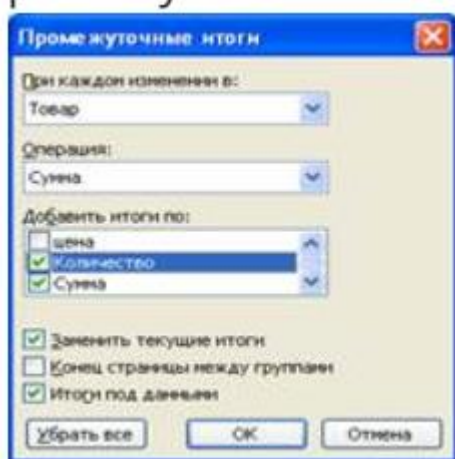 Промежуточные итоги
При каждом изменении в:
Товар
Операция:
Сумма
Добавить итоги по:
цена
Количество
Сумма
Заменить текущие итоги
Конец страницы между группами
Итоги под данными
Убрать все
ОК
Отмена